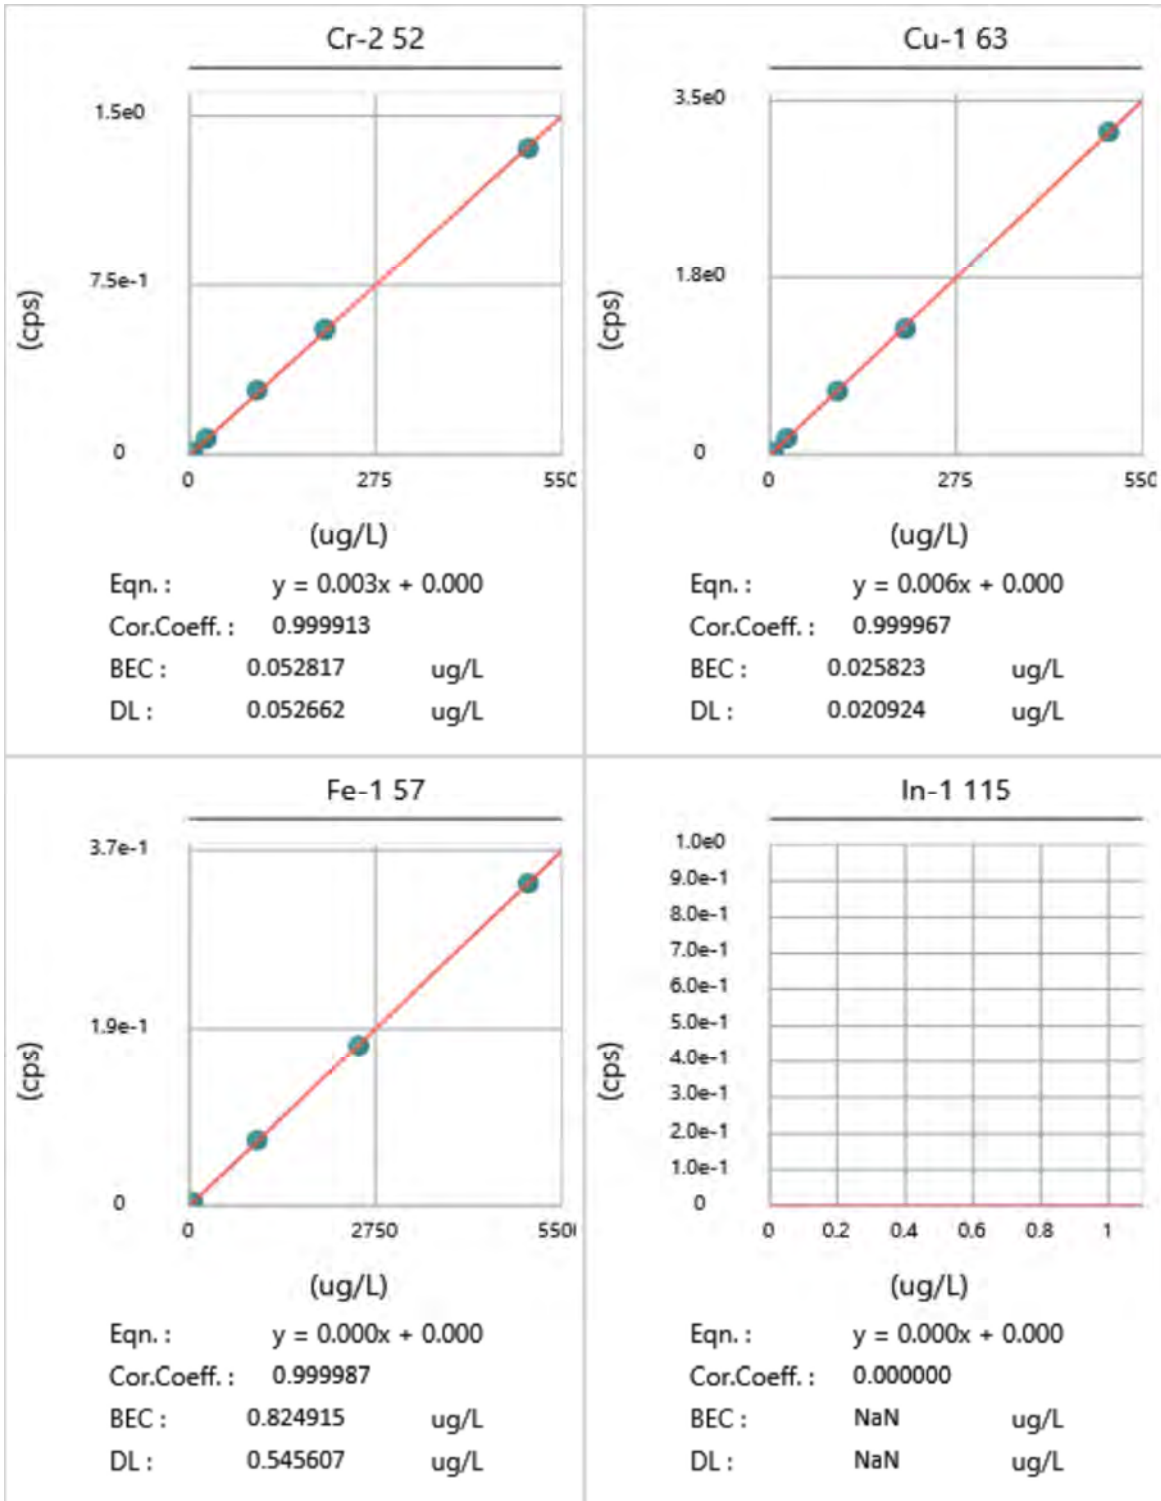 Cr-2 52
1.5e0
7.5e-1
0
(cps)
0 275 550
(ug/L)
Eqn. : y = 0.003x + 0.000
Cor.Coeff. : 0.999913
BEC : 0.052817 ug/L
DL : 0.052662 ug/L
Cu-1 63
3.5e0
1.8e0
0
(cps)
0 275 550
(ug/L)
Eqn. : y = 0.006x + 0.000
Cor.Coeff. : 0.999967
BEC : 0.025823 ug/L
DL : 0.020924 ug/L
Fe-1 57
3.7e-1
1.9e-1
0
(cps)
0 2750 5500
(ug/L)
Eqn. : y = 0.000x + 0.000
Cor.Coeff. : 0.999987
BEC : 0.824915 ug/L
DL : 0.545607 ug/L
In-1 115
1.0e0
9.0e-1
8.0e-1
7.0e-1
6.0e-1
5.0e-1
4.0e-1
3.0e-1
2.0e-1
1.0e-1
0
(cps)
0 0.2 0.4 0.6 0.8 1
(ug/L)
Eqn. : y = 0.000x + 0.000
Cor.Coeff. : 0.000000
BEC : NaN ug/L
DL : NaN ug/L